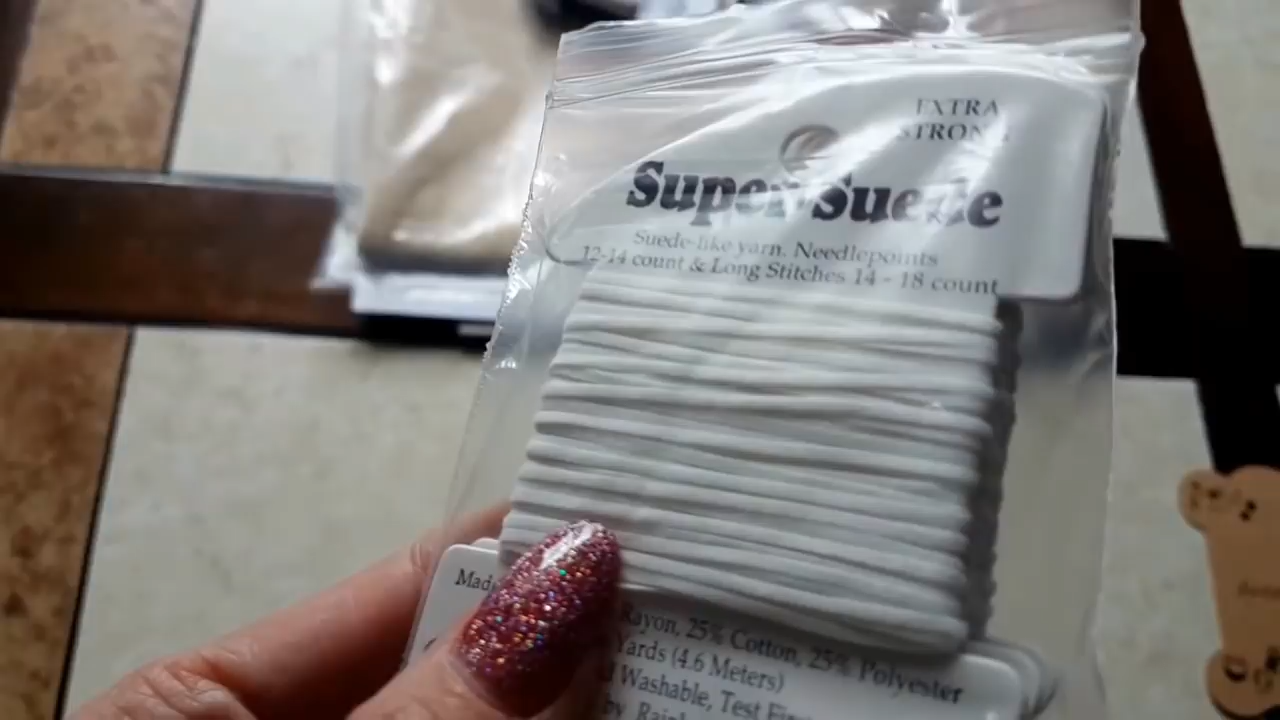 EXTRA
STRONG
Super Suede
Suede-like yarn. Needlepoints
12-14 count & Long Stitches 14 - 18 count
Rayon, 25% Cotton, 25% Polyester
Yards (4.6 Meters)
Washable, Test
by